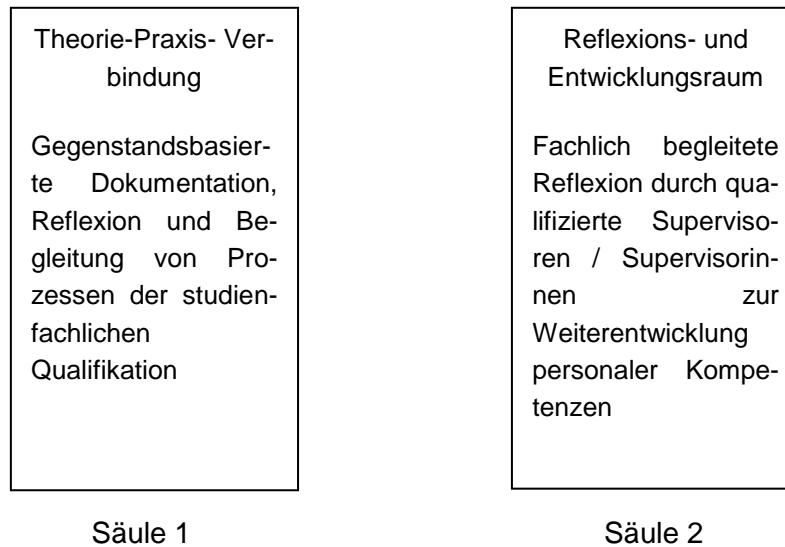 Theorie-Praxis- Ver-
bindung
Gegenstandsbasier-
te Dokumentation,
Reflexion und Be-
gleitung von Pro-
zessen der studien-
fachlichen
Qualifikation
Säule 1
Reflexions- und
Entwicklungsraum
Fachlich begleitete
Reflexion durch qua-
lifizierte Superviso-
ren / Supervisorin-
nen zur
Weiterentwicklung
personaler Kompe-
tenzen
Säule 2